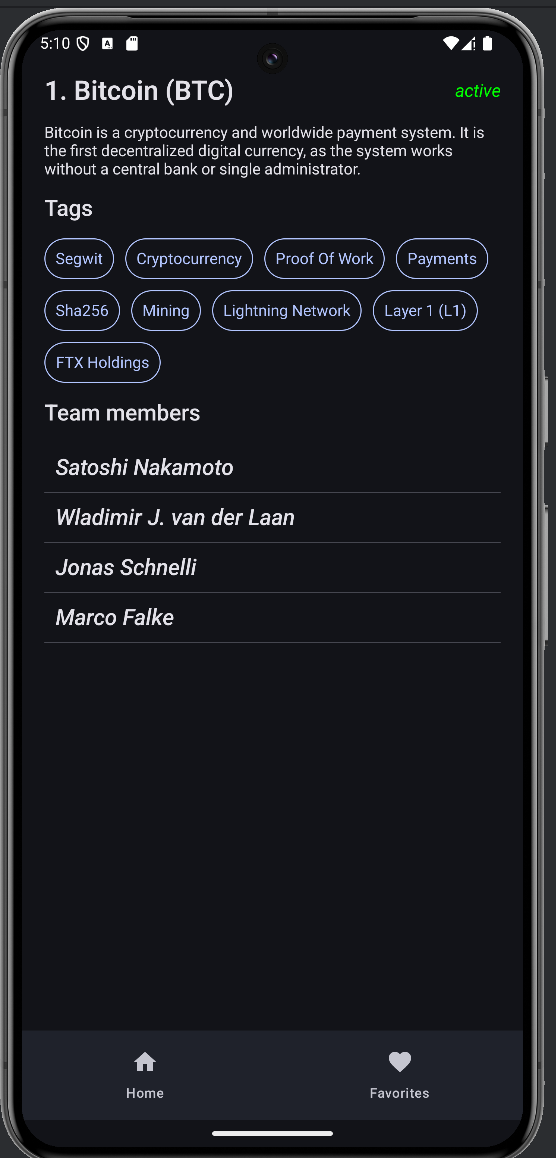 5:10 A
1. Bitcoin (BTC) active
Bitcoin is a cryptocurrency and worldwide payment system. It is
the first decentralized digital currency, as the system works
without a central bank or single administrator.
Tags
Segwit Cryptocurrency Proof Of Work Payments
Sha256 Mining Lightning Network Layer 1 (L1)
FTX Holdings
Team members
Satoshi Nakamoto
Wladimir J. van der Laan
Jonas Schnelli
Marco Falke
Home Favorites